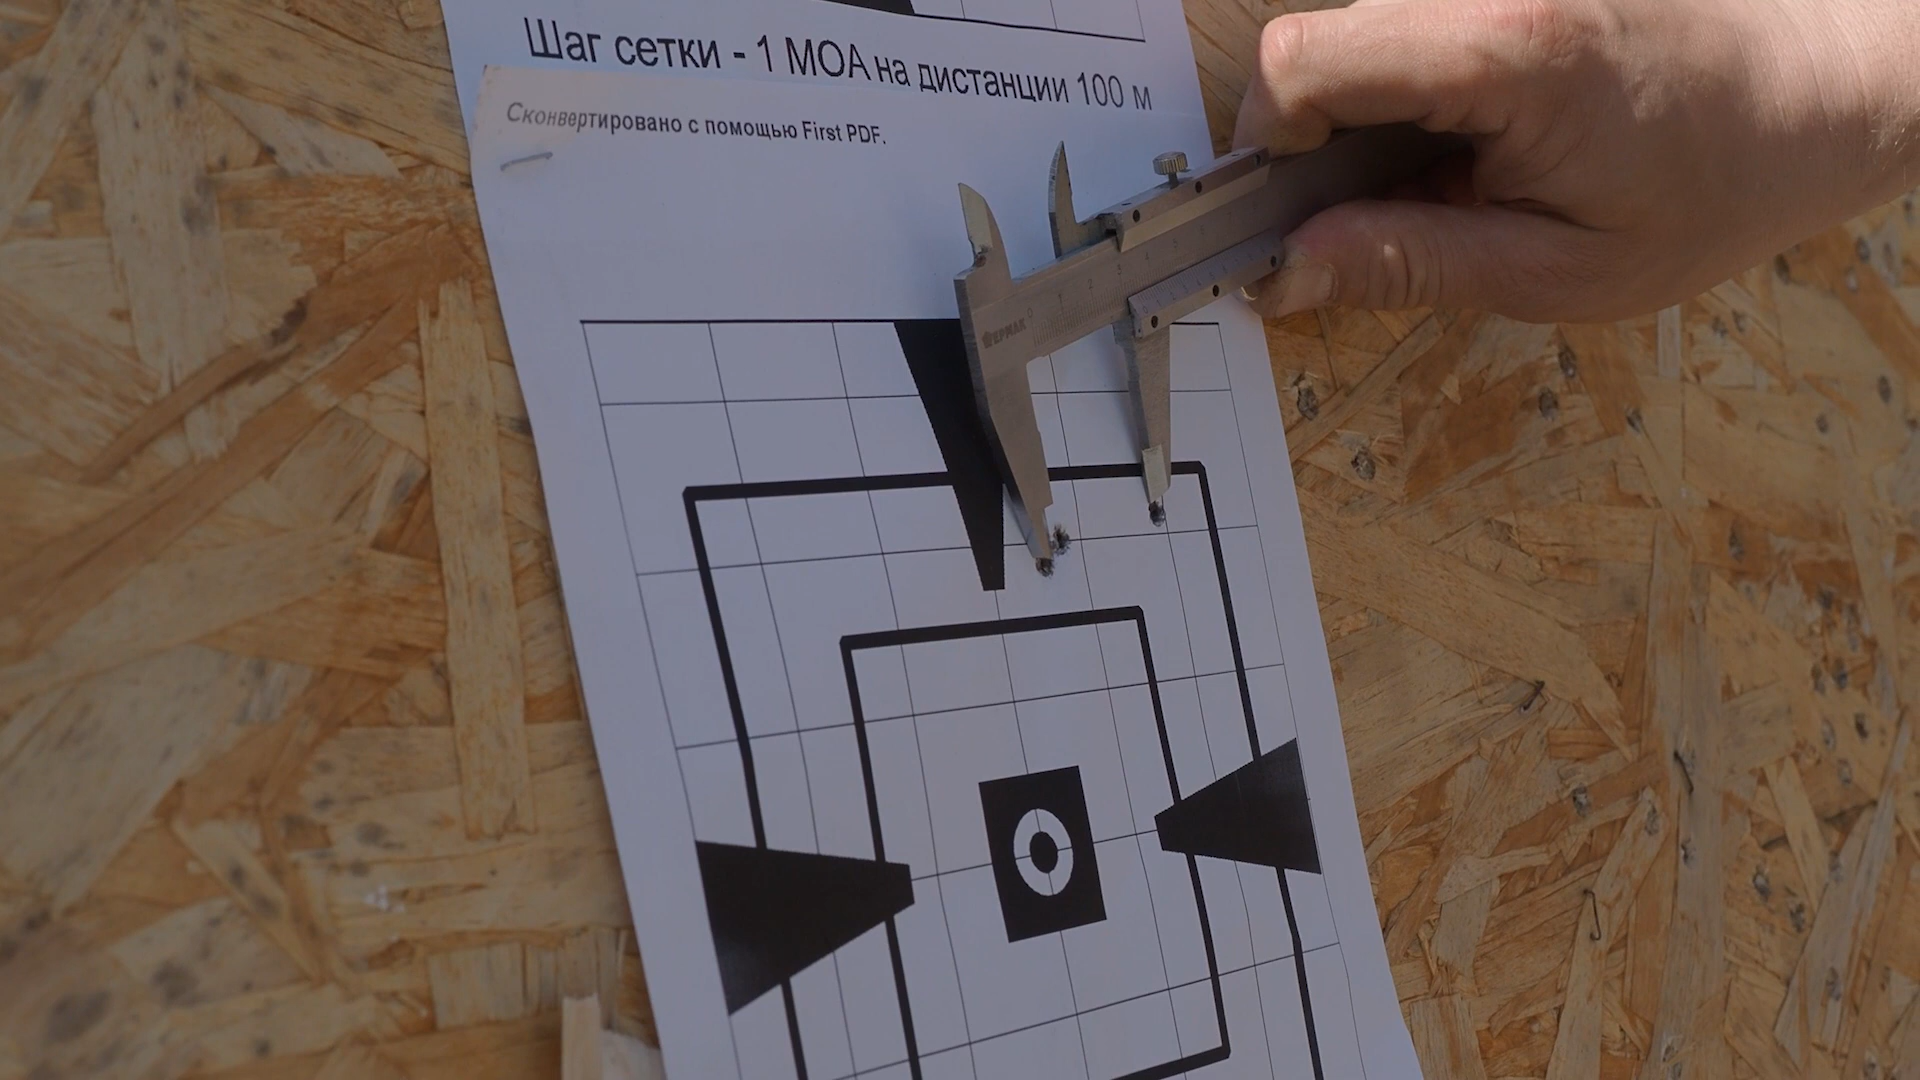 Шаг сетки - 1 МОА на дистанции 100 м
Сконвертировано с помощью First PDF.
ЕРМАК